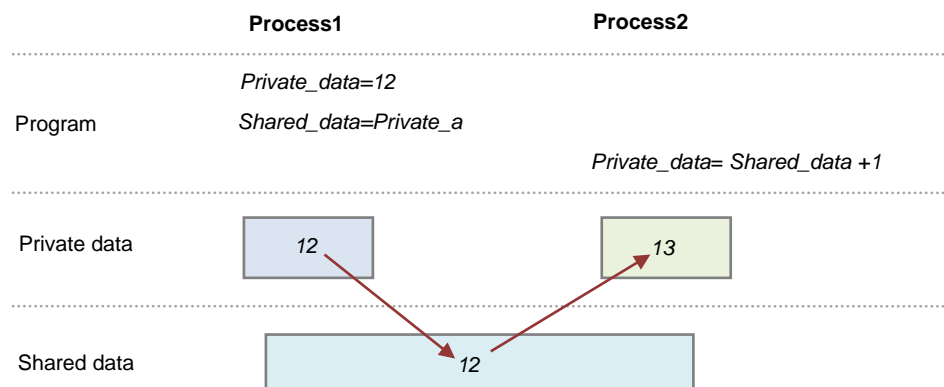 Process1 Process2
Private_data=12
Program
Shared_data=Private_a
Private_data= Shared_data +1
Private data 12 13
Shared data 12